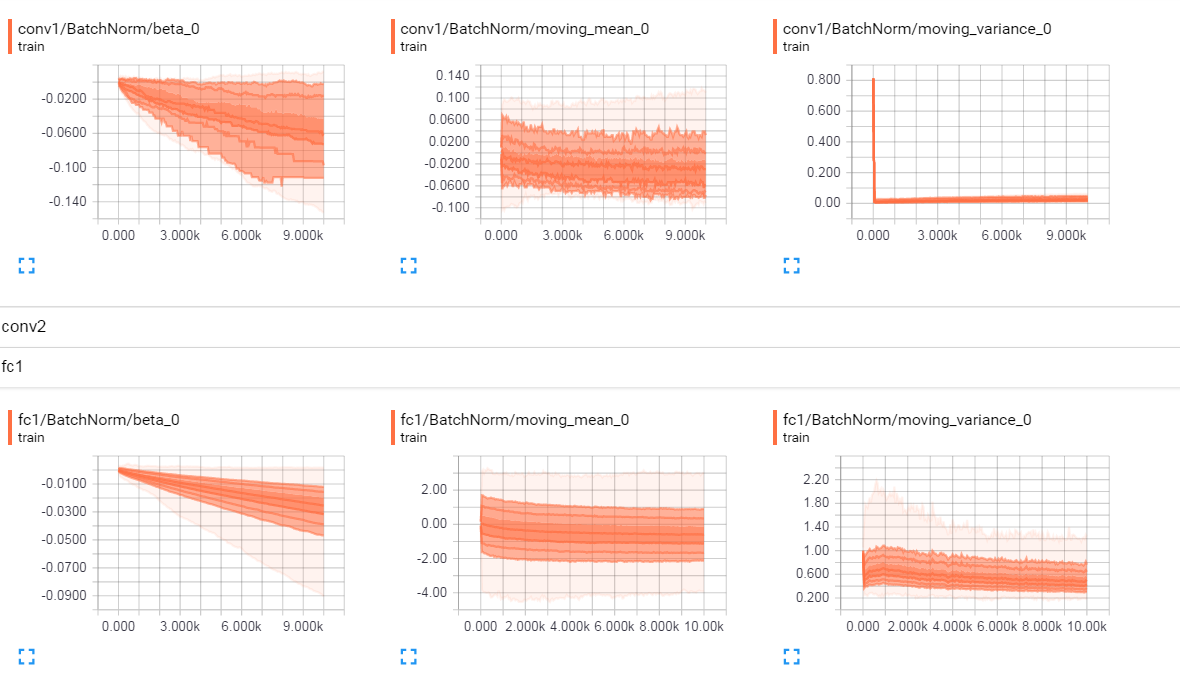 conv1/BatchNorm/beta_0
train
conv1/BatchNorm/moving_mean_0
train
conv1/BatchNorm/moving_variance_0
train
-0.0200
-0.0600
-0.100
-0.140
0.000 3.000k 6.000k 9.000k
0.140
0.100
0.0600
0.0200
-0.0200
-0.0600
-0.100
0.000 3.000k 6.000k 9.000k
0.800
0.600
0.400
0.200
0.00
0.000 3.000k 6.000k 9.000k
conv2
fc1
fc1/BatchNorm/beta_0
train
fc1/BatchNorm/moving_mean_0
train
fc1/BatchNorm/moving_variance_0
train
-0.0100
-0.0300
-0.0500
-0.0700
-0.0900
0.000 3.000k 6.000k 9.000k
2.00
0.00
-2.00
-4.00
0.000 2.000k 4.000k 6.000k 8.000k 10.00k
2.20
1.80
1.40
1.00
0.600
0.200
0.000 2.000k 4.000k 6.000k 8.000k 10.00k